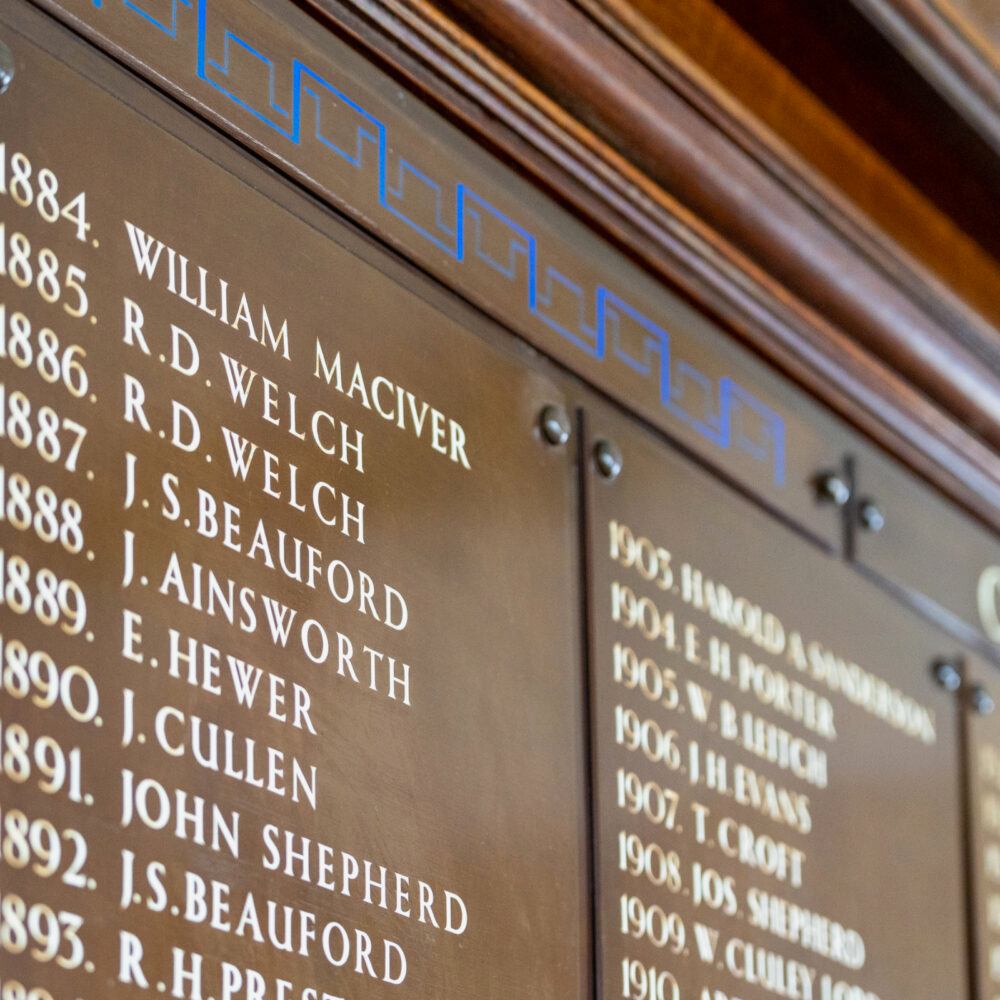 1884. WILLIAM MACIVER
1885. R.D. WELCH
1886. R.D. WELCH
1887. J.S. BEAUFORD
1888. J. AINSWORTH
1889. E. HEWER
1890. J. CULLEN
1891. JOHN SHEPHERD
1892. J.S. BEAUFORD
1893. R.H.
1903. HAROLD A SANDERSON
1904. E H PORTER
1905. W. B LEITCH
1906. J. H. EVANS
1907. T. CROFT
1908. JOS. SHEPHERD
1909. W. CLULEY
1910.